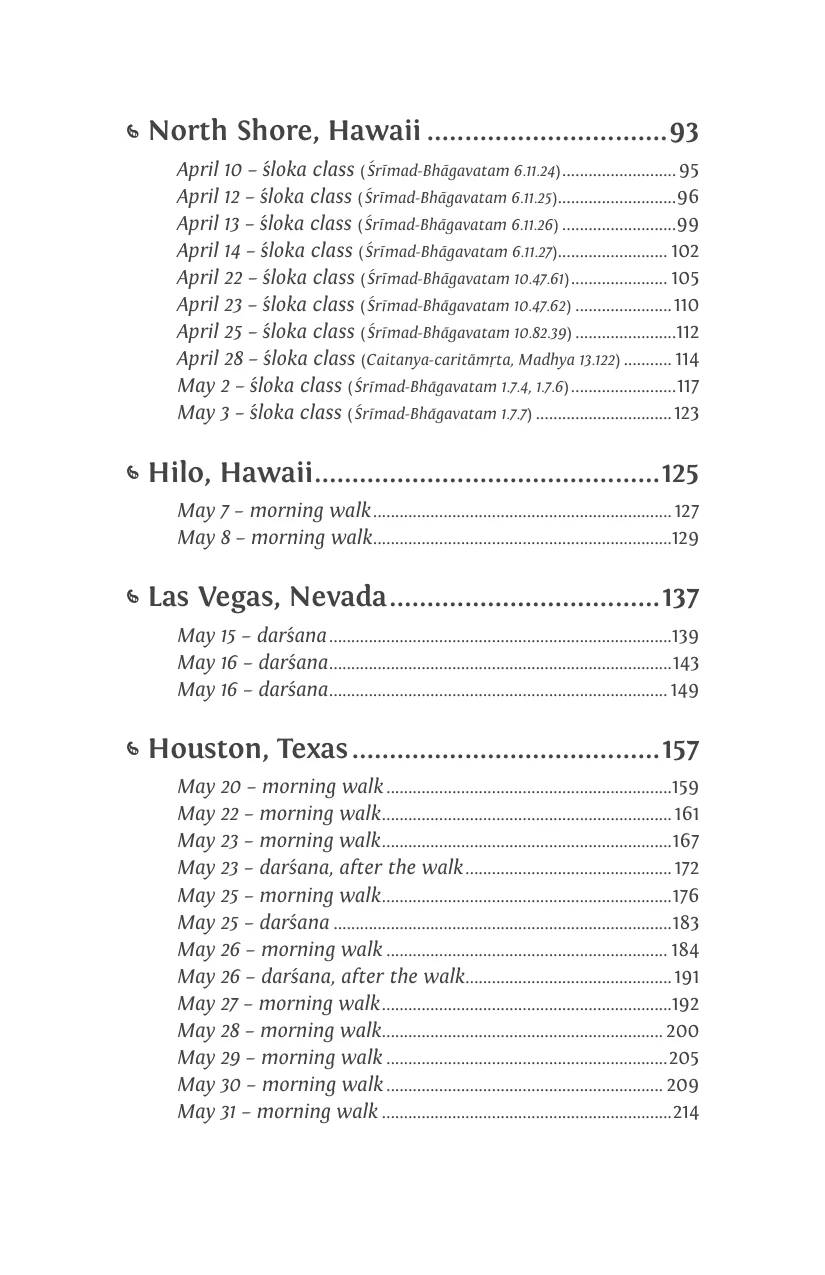 North Shore, Hawaii ................................93
April 10 – śloka class (Śrīmad-Bhāgavatam 6.11.24).......................... 95
April 12 – śloka class (Śrīmad-Bhāgavatam 6.11.25)...........................96
April 13 – śloka class (Śrīmad-Bhāgavatam 6.11.26) ..........................99
April 14 – śloka class (Śrīmad-Bhāgavatam 6.11.27)......................... 102
April 22 – śloka class (Śrīmad-Bhāgavatam 10.47.61)...................... 105
April 23 – śloka class (Śrīmad-Bhāgavatam 10.47.62) ...................... 110
April 25 – śloka class (Śrīmad-Bhāgavatam 10.82.39) ......................112
April 28 – śloka class (Caitanya-caritāmṛta, Madhya 13.122) ........... 114
May 2 – śloka class (Śrīmad-Bhāgavatam 1.7.4, 1.7.6)........................117
May 3 – śloka class (Śrīmad-Bhāgavatam 1.7.7) ............................... 123
Hilo, Hawaii.....................................125
May 7 – morning walk.................................................................... 127
May 8 – morning walk....................................................................129
Las Vegas, Nevada.............................137
May 15 – darśana..............................................................................139
May 16 – darśana..............................................................................143
May 16 – darśana............................................................................. 149
Houston, Texas.................................157
May 20 – morning walk.................................................................159
May 22 – morning walk.................................................................. 161
May 23 – morning walk..................................................................167
May 23 – darśana, after the walk............................................... 172
May 25 – morning walk..................................................................176
May 25 – darśana .............................................................................183
May 26 – morning walk ................................................................ 184
May 26 – darśana, after the walk............................................... 191
May 27 – morning walk..................................................................192
May 28 – morning walk................................................................ 200
May 29 – morning walk ................................................................205
May 30 – morning walk ............................................................... 209
May 31 – morning walk ..................................................................214